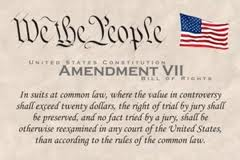 We the People
UNITED STATES CONSTITUTION
AMENDMENT VII
BILL OF RIGHTS
In suits at common law, where the value in controversy
shall exceed twenty dollars, the right of trial by jury shall
be preserved, and no fact tried by a jury, shall be
otherwise reexamined in any court of the United States,
than according to the rules of the common law.